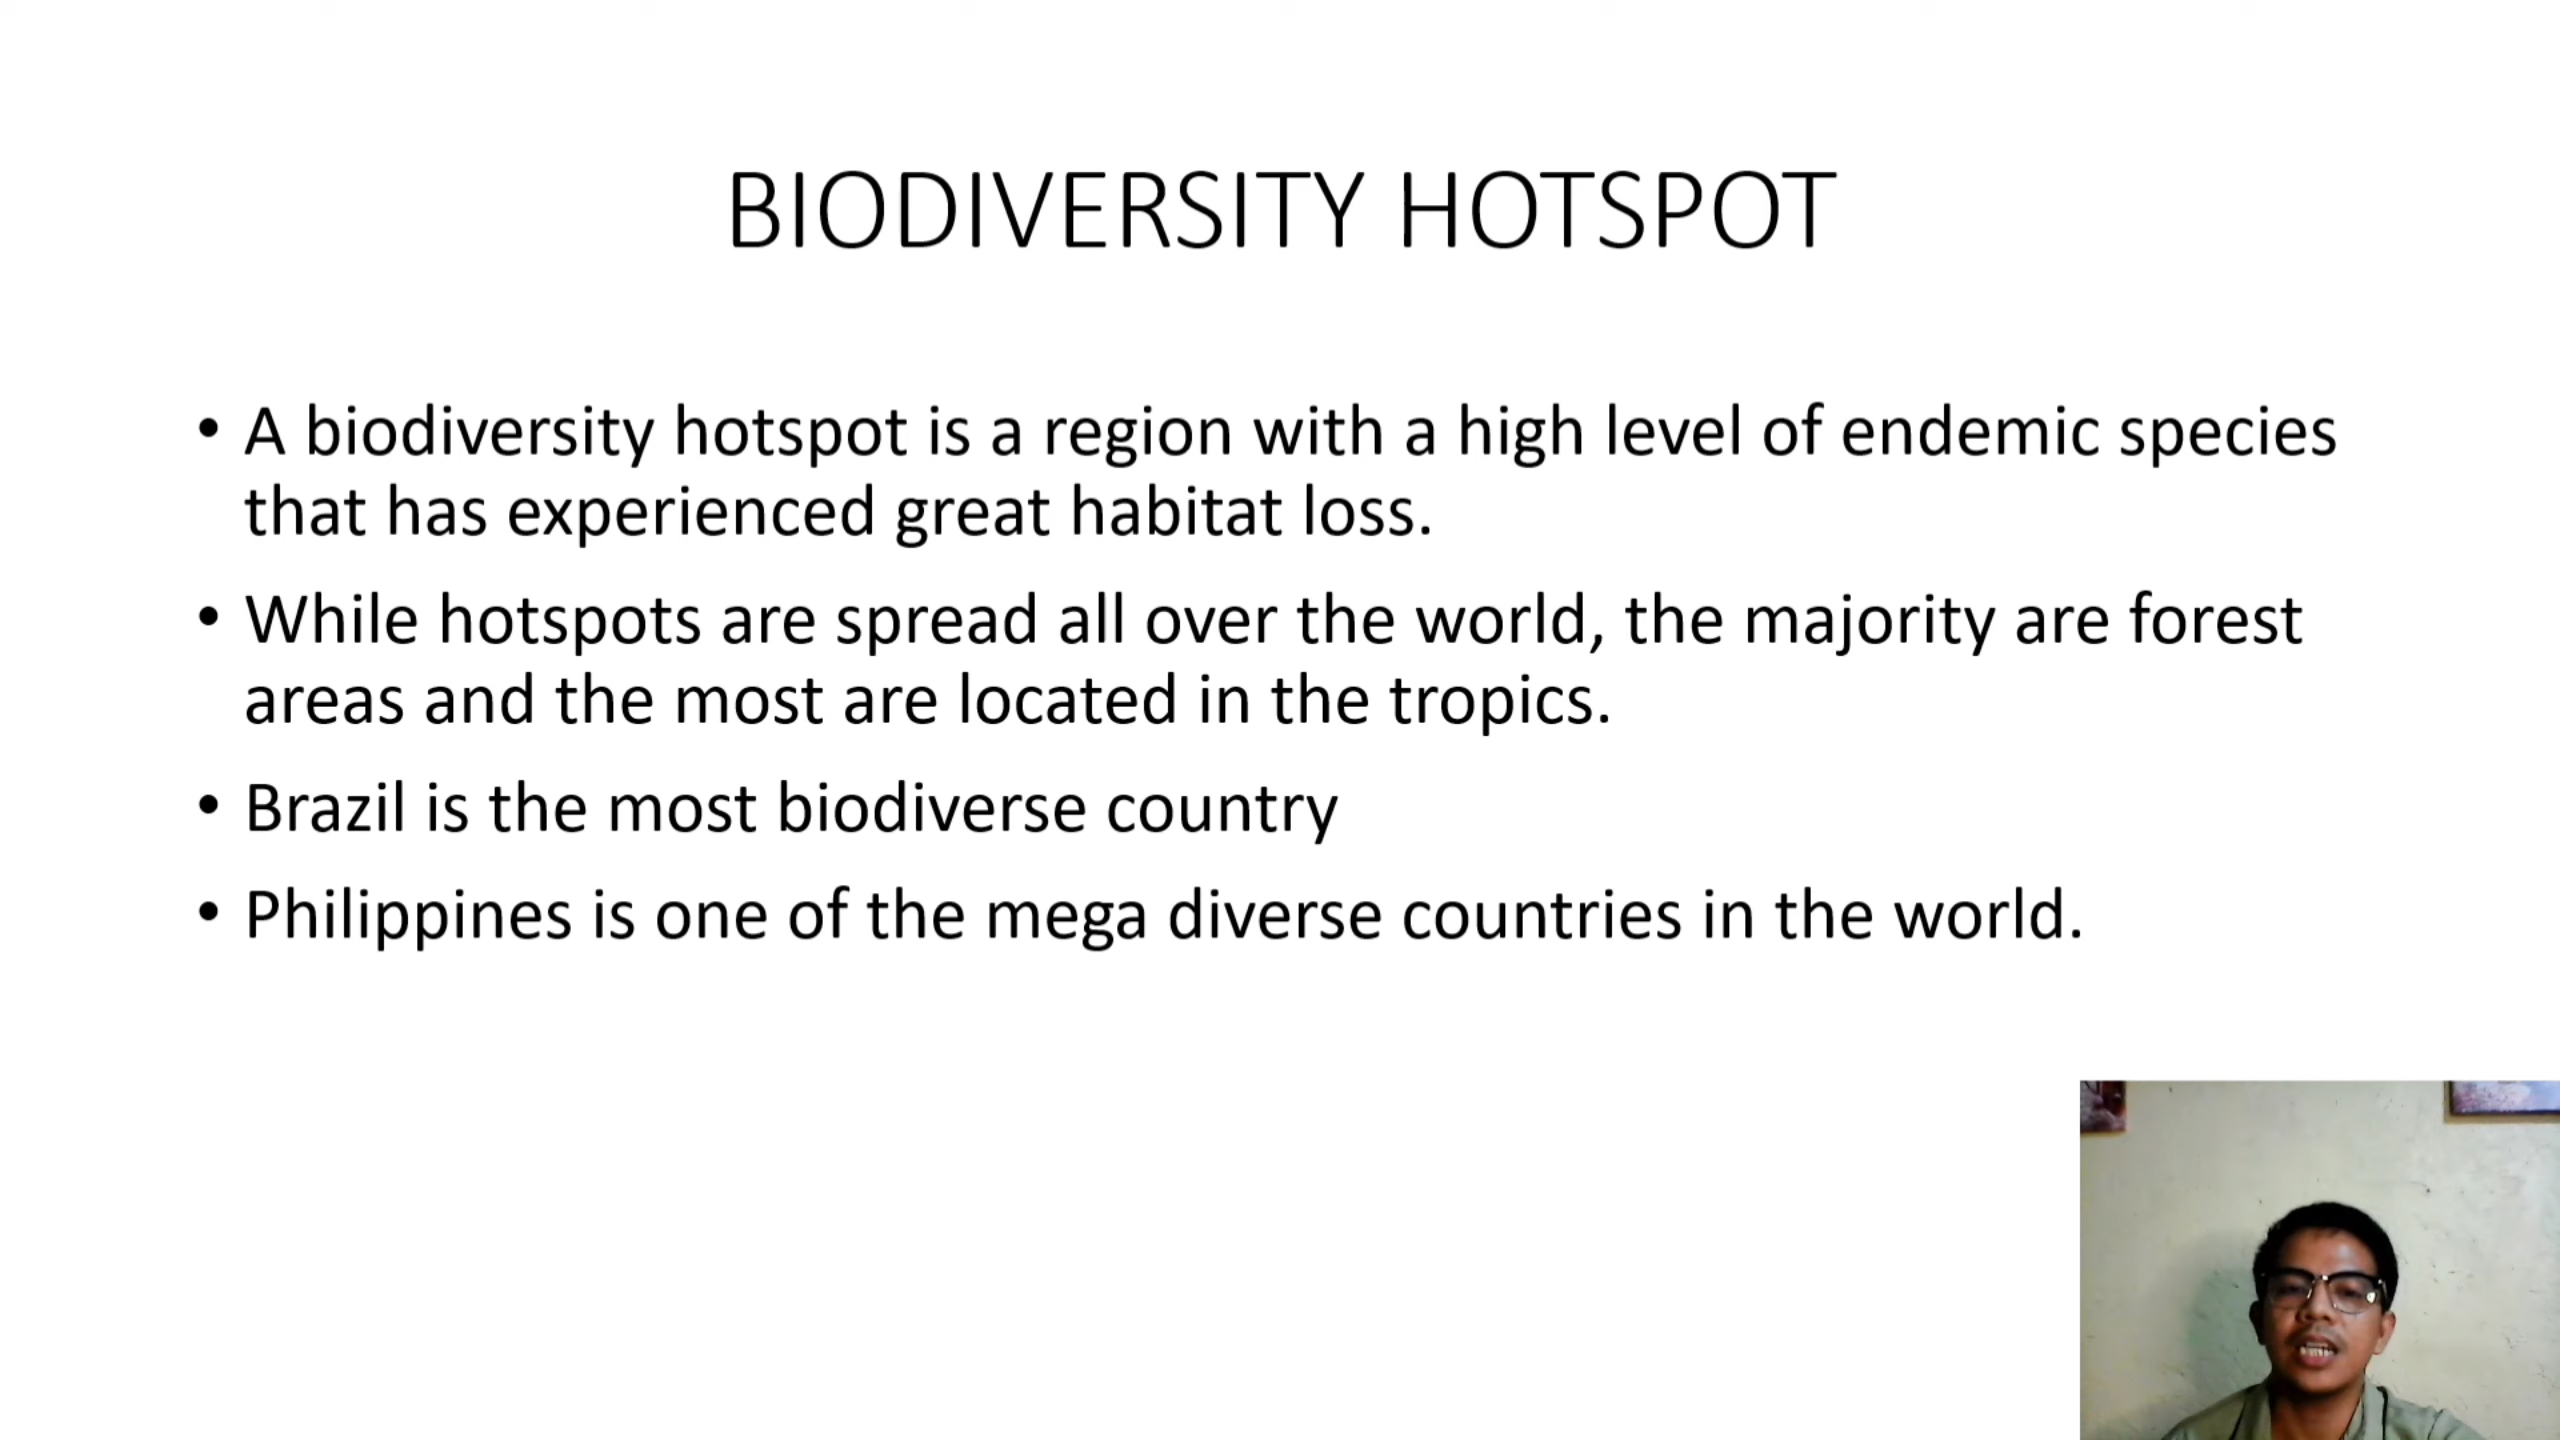 BIODIVERSITY HOTSPOT
• A biodiversity hotspot is a region with a high level of endemic species
that has experienced great habitat loss.
• While hotspots are spread all over the world, the majority are forest
areas and the most are located in the tropics.
• Brazil is the most biodiverse country
• Philippines is one of the mega diverse countries in the world.